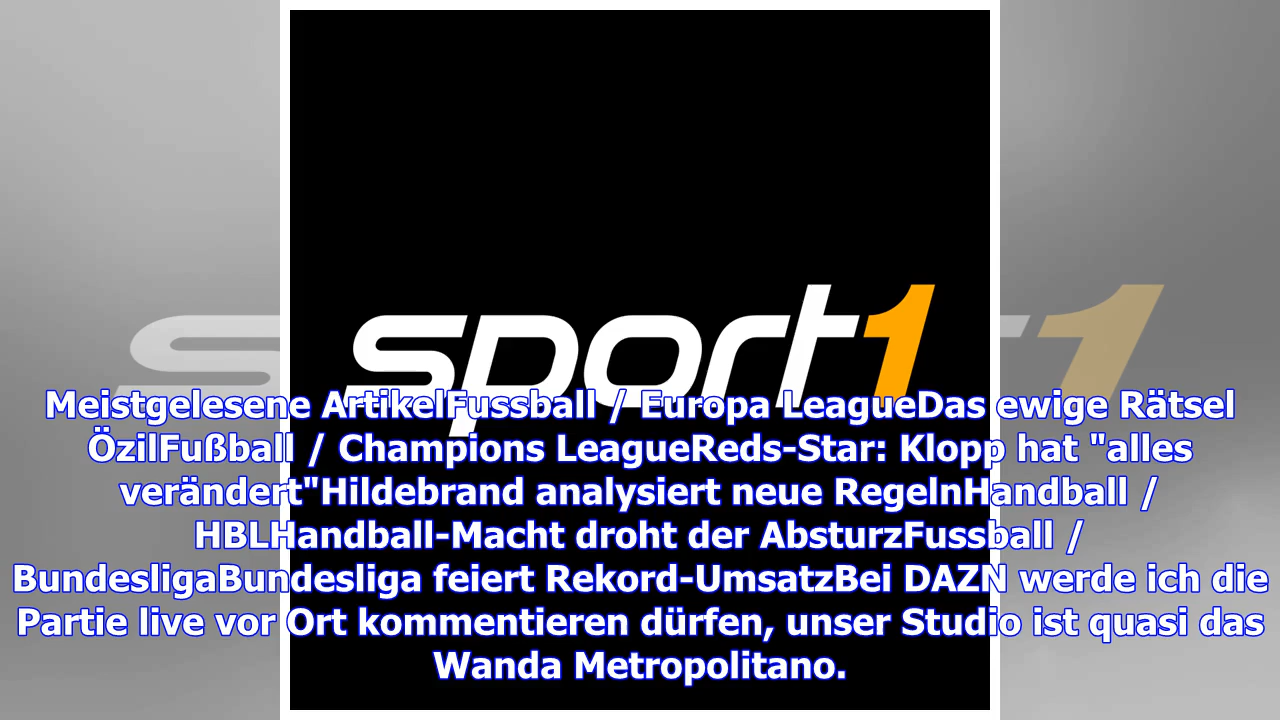 sport1
Meistgelesene ArtikelFussball / Europa LeagueDas ewige Rätsel
ÖzilFußball / Champions LeagueReds-Star: Klopp hat "alles
verändert"Hildebrand analysiert neue RegelnHandball /
HBLHandball-Macht droht der AbsturzFussball /
BundesligaBundesliga feiert Rekord-UmsatzBei DAZN werde ich die
Partie live vor Ort kommentieren dürfen, unser Studio ist quasi das
Wanda Metropolitano.